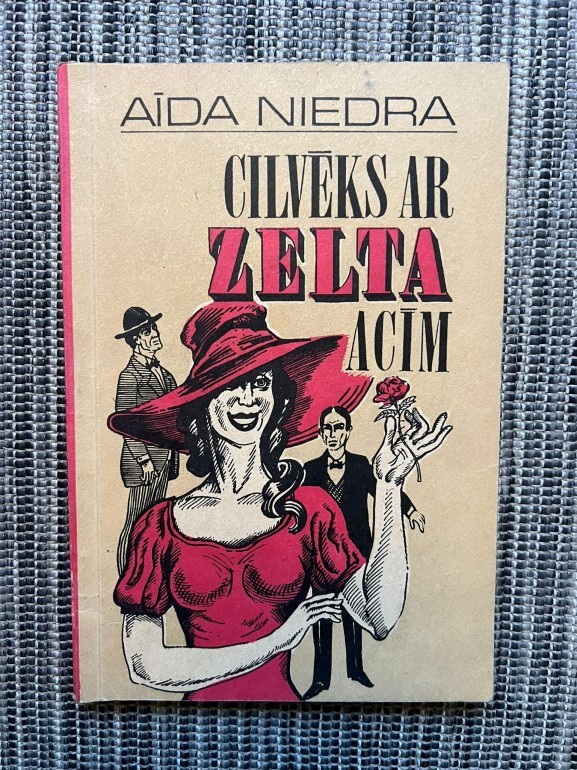 AĪDA NIEDRA
CILVĒKS AR
ZELTA
ACĪM